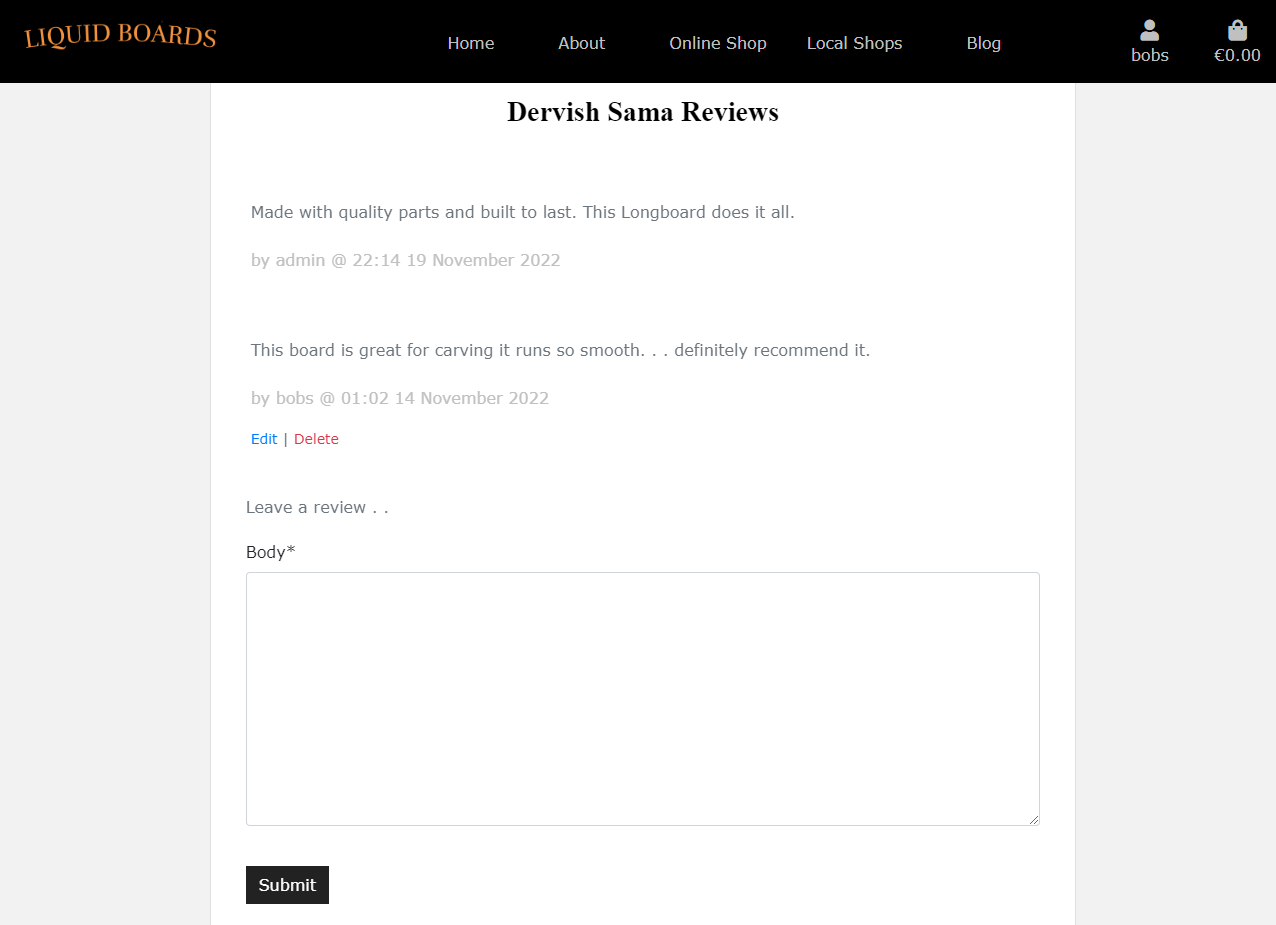 LIQUID BOARDS
Home About Online Shop Local Shops Blog
bobs
€0.00
Dervish Sama Reviews
Made with quality parts and built to last. This Longboard does it all.
by admin @ 22:14 19 November 2022
This board is great for carving it runs so smooth. . . definitely recommend it.
by bobs @ 01:02 14 November 2022
Edit | Delete
Leave a review . .
Body*
Submit